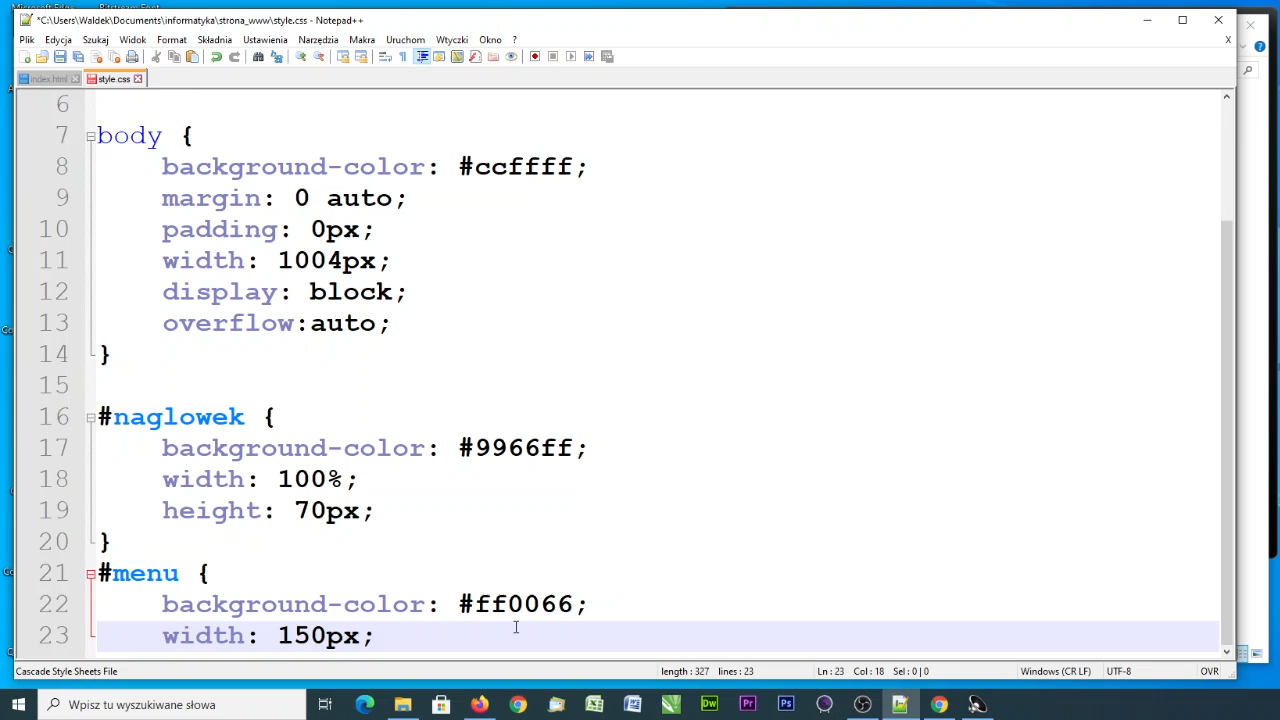 *C:\Users\Waldek\Documents\informatyka\strona_www\style.css - Notepad++
Plik Edycja Szukaj Widok Format Składnia Ustawienia Narzędzia Makra Uruchom Wtyczki Okno ? X
index.html style.css
6
7 body {
8 background-color: #ccffff;
9 margin: 0 auto;
10 padding: 0px;
11 width: 1004px;
12 display: block;
13 overflow:auto;
14 }
15
16 #naglowek {
17 background-color: #9966ff;
18 width: 100%;
19 height: 70px;
20 }
21 #menu {
22 background-color: #ff0066;
23 width: 150px;
Cascade Style Sheets File length : 327 lines : 23 Ln : 23 Col : 18 Sel : 0 | 0 Windows (CR LF) UTF-8 OVR
Wpisz tu wyszukiwane słowo Dw Pr Ps